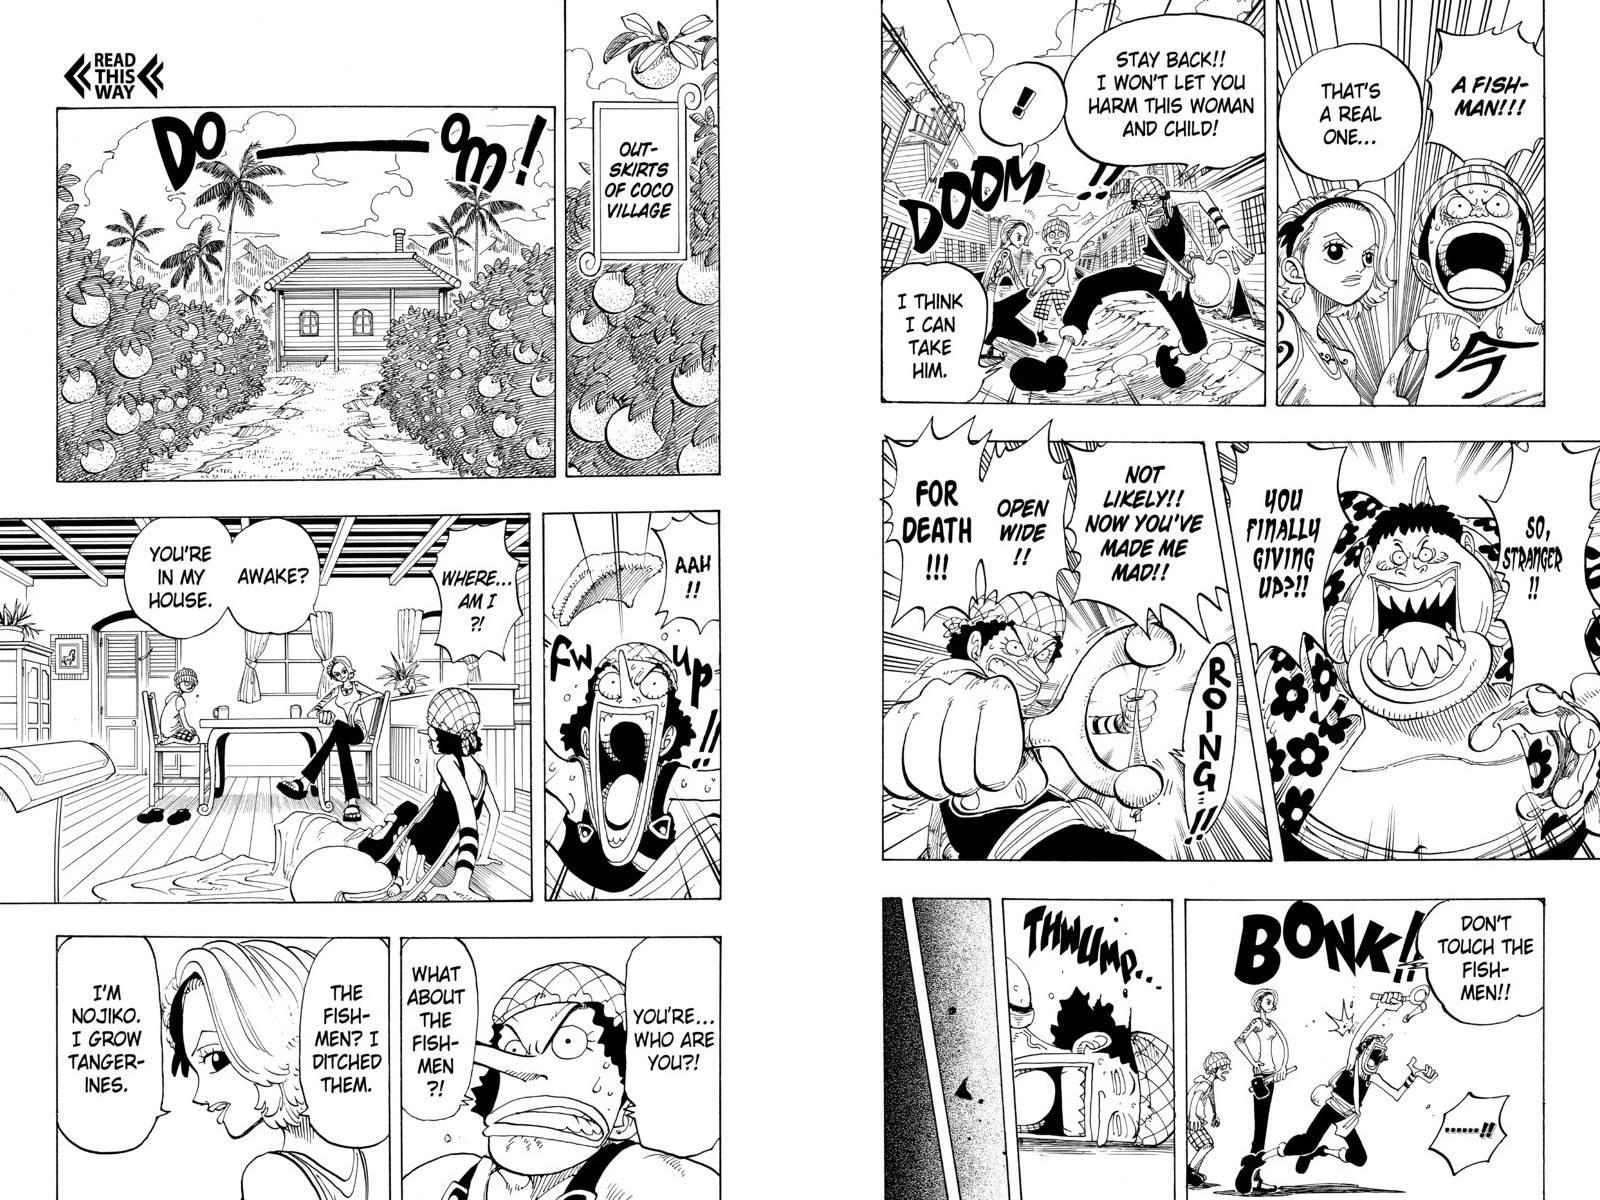 A FISH-
MAN!!!
THAT'S
A REAL
ONE...
今
STAY BACK!!
I WON'T LET YOU
HARM THIS WOMAN
AND CHILD!
!
!!
DOOM
I THINK
I CAN
TAKE
HIM.
SO,
STRANGER
!!
YOU
FINALLY
GIVING
UP?!!
NOT
LIKELY!!
NOW YOU'VE
MADE ME
MAD!!
OPEN
WIDE
!!
FOR
DEATH
!!!
ROING...!!
DON'T
TOUCH THE
FISH-
MEN!!
BONK!!
......!!
THWUMP...
READ
THIS
WAY
OUT-
SKIRTS
OF COCO
VILLAGE
DO——OM!
AAH
!!
FWUP!!
WHERE...
AM I
?!
AWAKE?
YOU'RE
IN MY
HOUSE.
YOU'RE...
WHO ARE
YOU?!
WHAT
ABOUT
THE
FISH-
MEN
?!
THE
FISH-
MEN? I
DITCHED
THEM.
I'M
NOJIKO.
I GROW
TANGER-
INES.